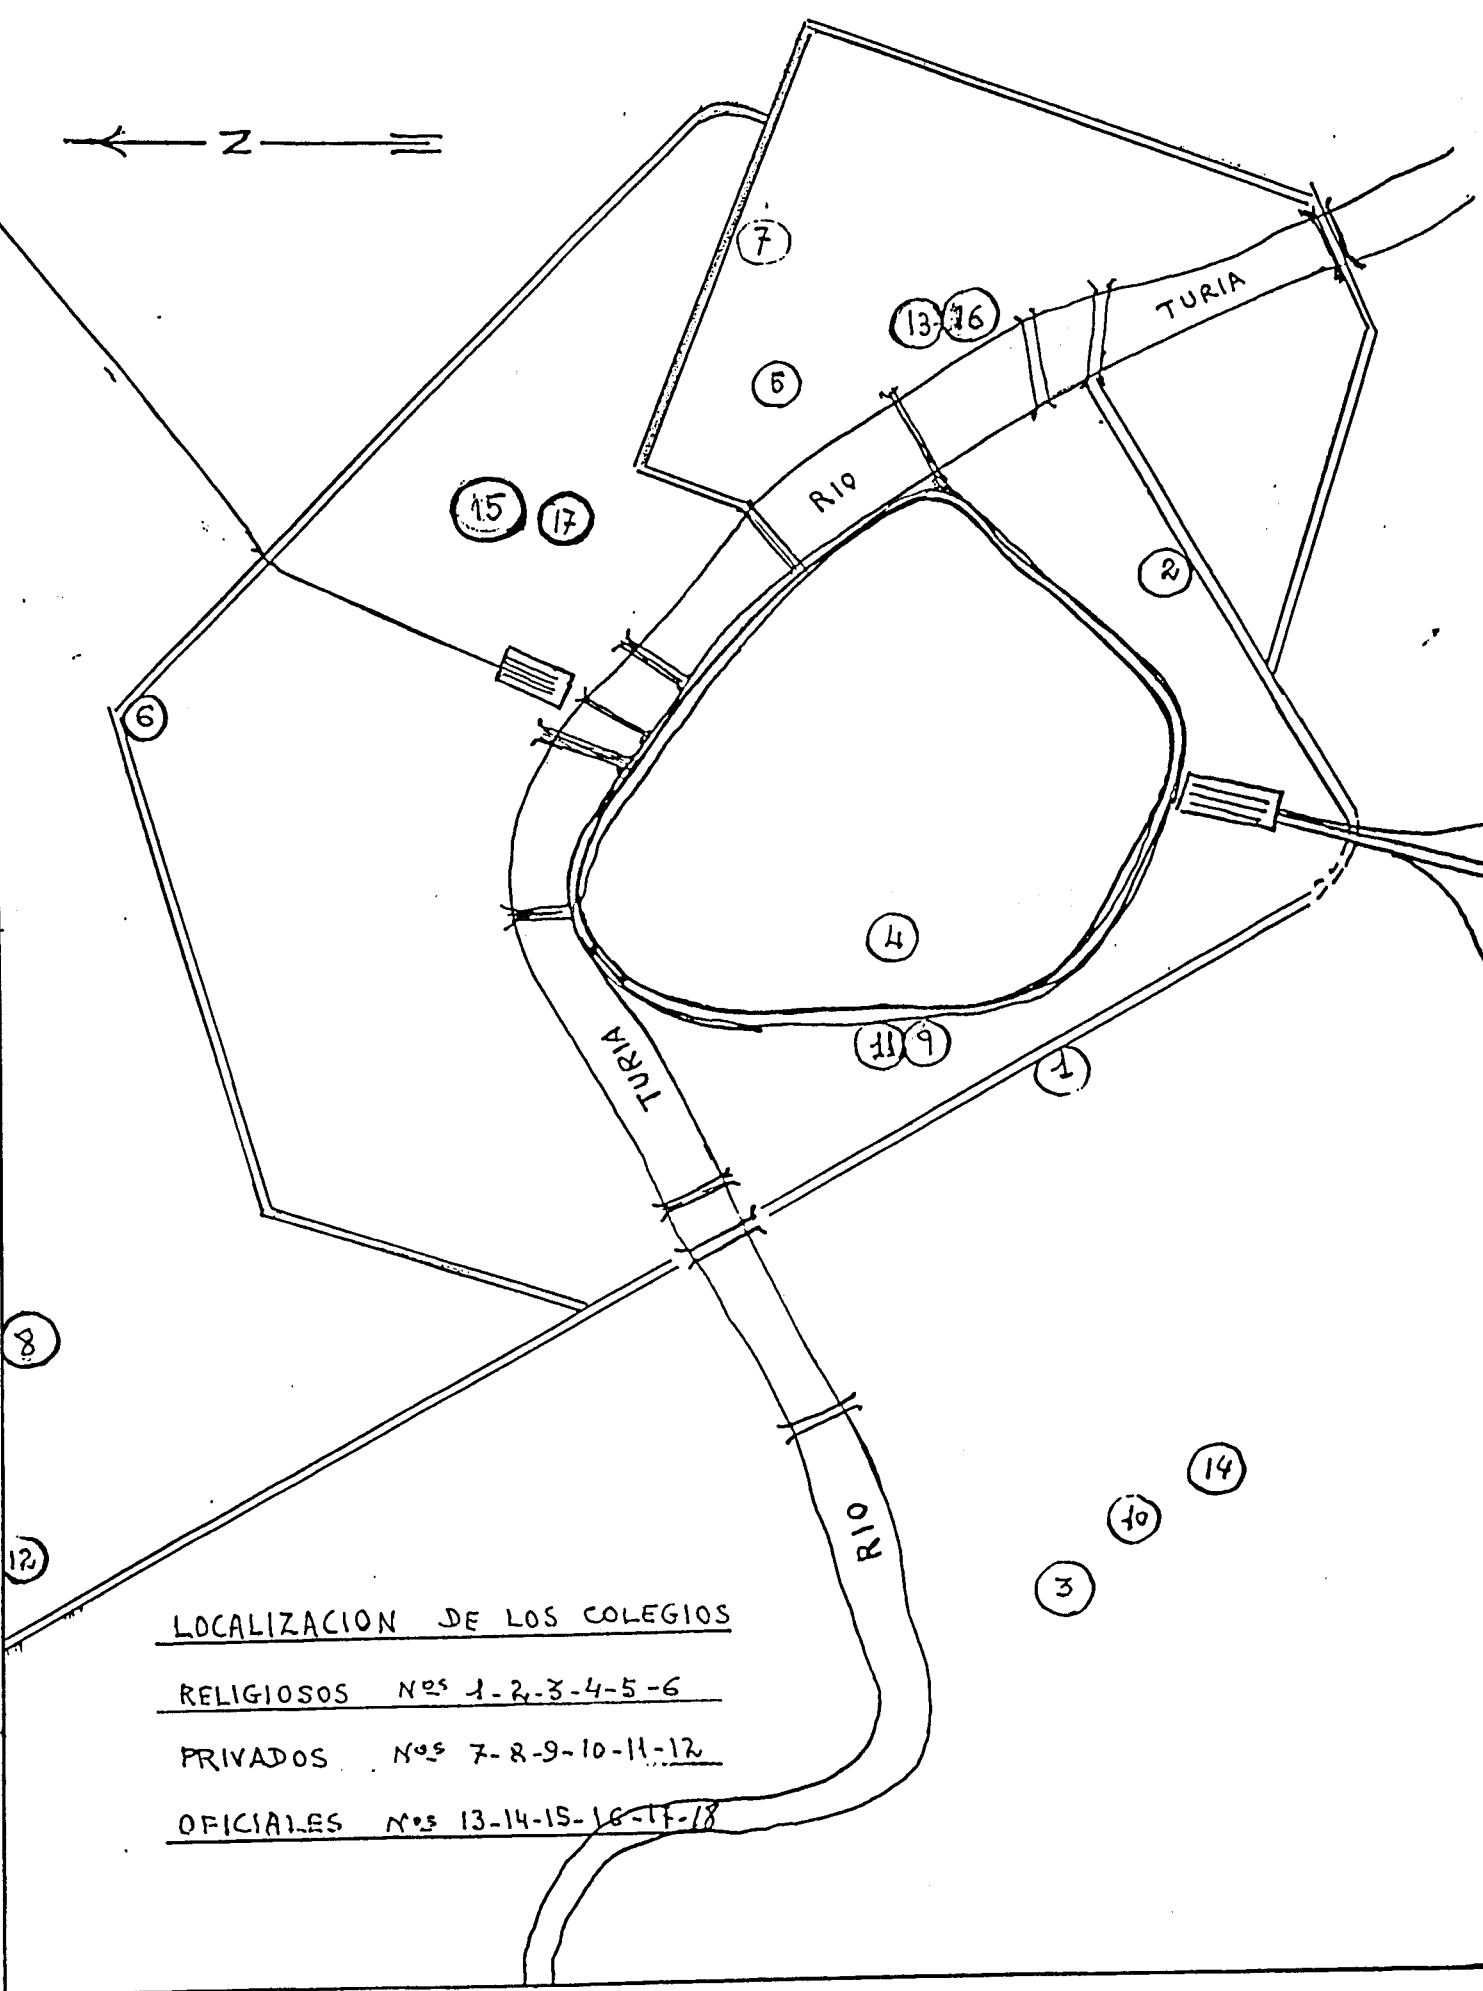 N
7
13-16
TURIA
5
RIO
15
17
2
6
4
11
9
1
TURIA
8
14
10
RIO
12
3
LOCALIZACION DE LOS COLEGIOS
RELIGIOSOS Nos 1-2-3-4-5-6
PRIVADOS Nos 7-8-9-10-11-12
OFICIALES Nos 13-14-15-16-17-18